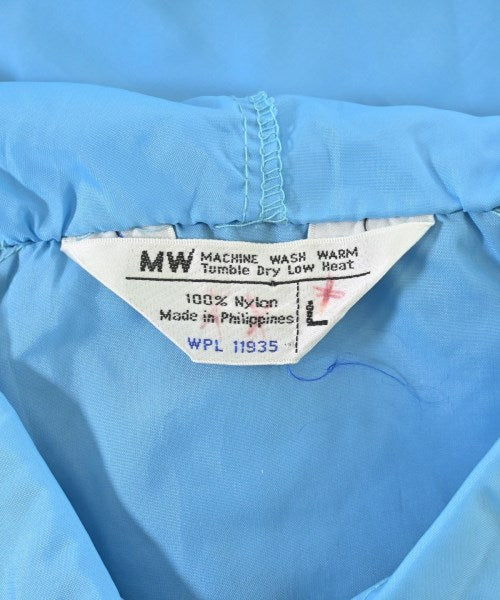 MW MACHINE WASH WARM
Tumble Dry LOW Heat
100% Nylon
Made in Philippines
WPL 11935
L